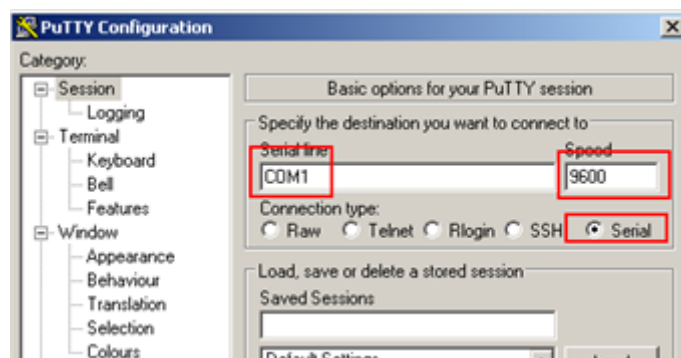 PuTTY Configuration
Category:
Session
Logging
Terminal
Keyboard
Bell
Features
Window
Appearance
Behaviour
Translation
Selection
Colours
Basic options for your PuTTY session
Specify the destination you want to connect to
Serial line Speed
COM1 9600
Connection type:
Raw Telnet Rlogin SSH Serial
Load, save or delete a stored session
Saved Sessions
Default Settings